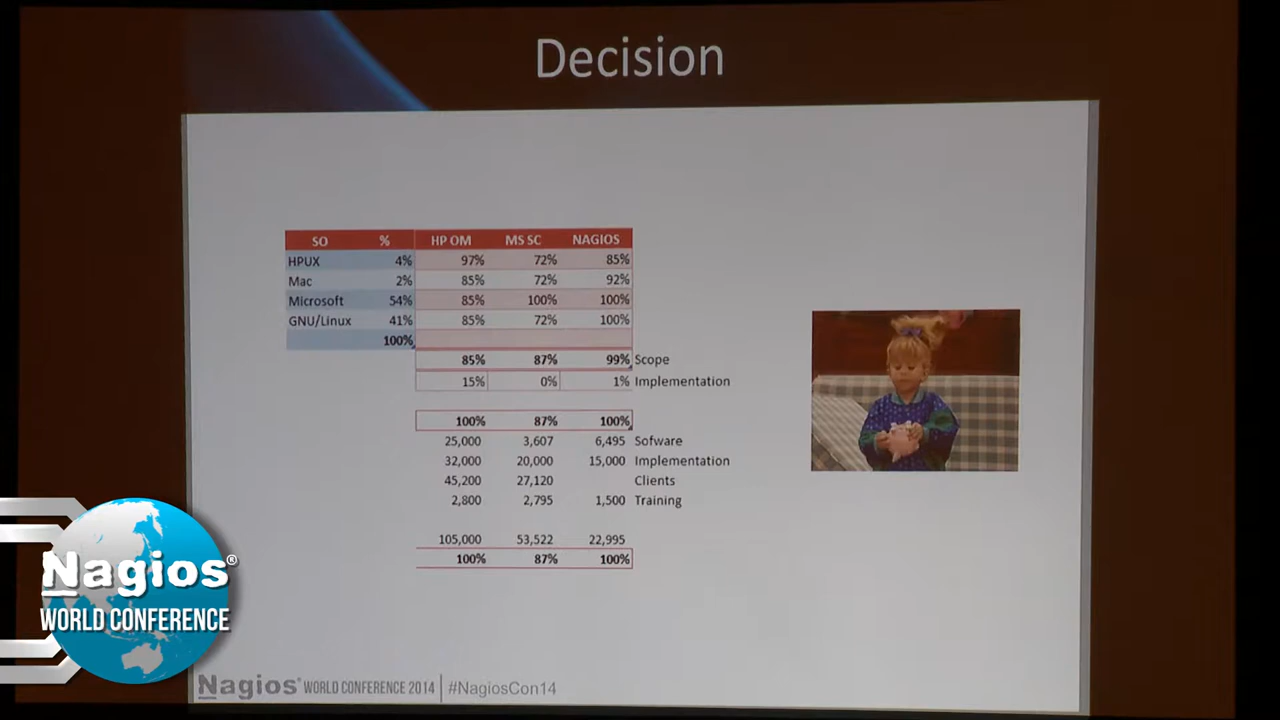 Decision
SO % HP OM MS SC NAGIOS
HPUX 4% 97% 72% 85%
Mac 2% 85% 72% 92%
Microsoft 54% 85% 100% 100%
GNU/Linux 41% 85% 72% 100%
100%
85% 87% 99% Scope
15% 0% 1% Implementation
100% 87% 100%
25,000 3,607 6,495 Sofware
32,000 20,000 15,000 Implementation
45,200 27,120 Clients
2,800 2,795 1,500 Training
105,000 53,522 22,995
100% 87% 100%
Nagios®
WORLD CONFERENCE
Nagios® WORLD CONFERENCE 2014 | #NagiosCon14